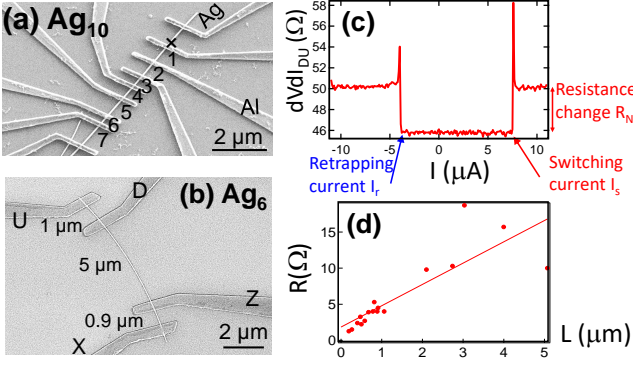 (a) Ag10
Ag
×
1
2
3
4
5
6
7
Al
2 μm
(b) Ag6
U
D
1 μm
5 μm
Z
0.9 μm
X
2 μm
(c)
dVdI_DU (Ω)
58
56
54
52
50
48
46
-10
-5
0
5
10
I (μA)
Resistance
change R_N
Retrapping
current I_r
Switching
current I_s
(d)
R(Ω)
15
10
5
0
0
1
2
3
4
5
L (μm)